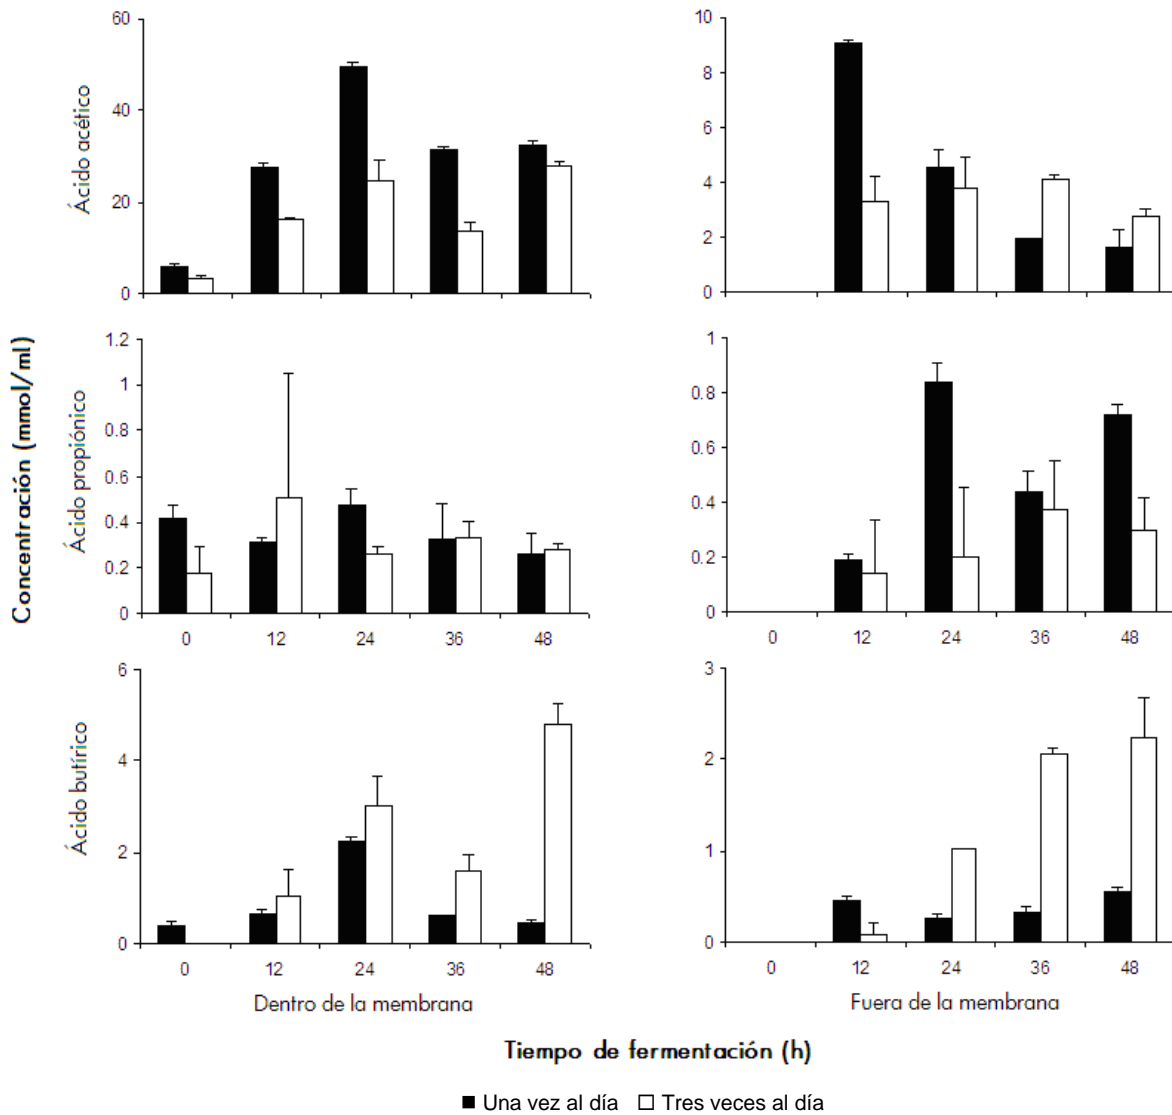 Concentración (mmol/ml)
Ácido acético
60
40
20
0
10
8
6
4
2
0
Ácido propiónico
1.2
1
0.8
0.6
0.4
0.2
0
0 12 24 36 48
1
0.8
0.6
0.4
0.2
0
0 12 24 36 48
Ácido butírico
6
4
2
0
0 12 24 36 48
Dentro de la membrana
3
2
1
0
0 12 24 36 48
Fuera de la membrana
Tiempo de fermentación (h)
Una vez al día Tres veces al día